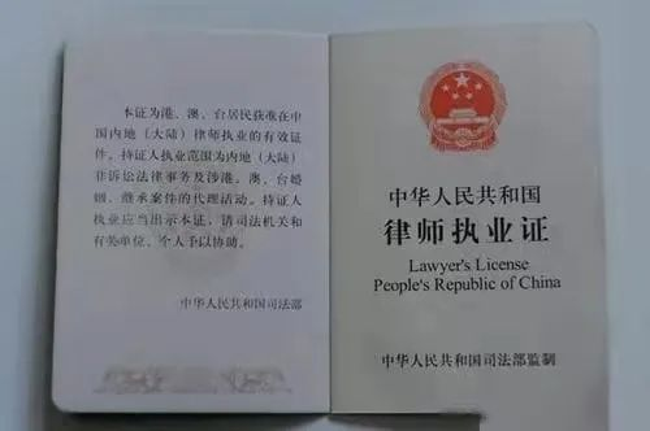 本证为港、澳、台居民获准在中
国内地（大陆）律师执业的有效证
件。持证人执业范围为内地（大陆）
非诉讼法律事务及涉港、澳、台婚
姻、继承案件的代理活动。持证人
执业应当出示本证，请司法机关和
有关单位、个人予以协助。
中华人民共和国司法部
中华人民共和国
律师执业证
Lawyer's License
People's Republic of China
中华人民共和国司法部监制